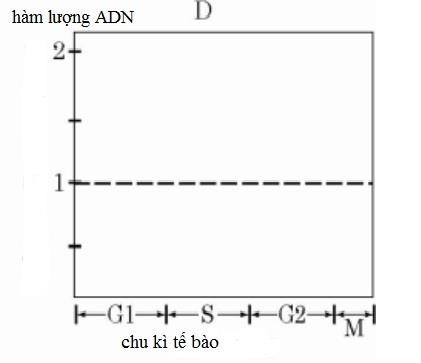 hàm lượng ADN
D
2
1
G1 S G2 M
chu kì tế bào